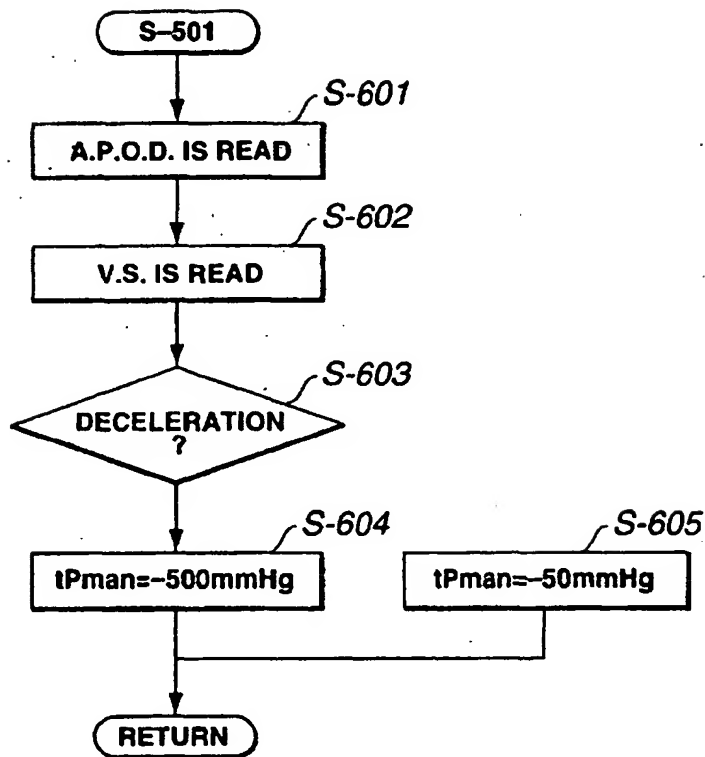 S-501
S-601
A.P.O.D. IS READ
S-602
V.S. IS READ
S-603
DECELERATION
?
S-604
tPman=-500mmHg
S-605
tPman=-50mmHg
RETURN